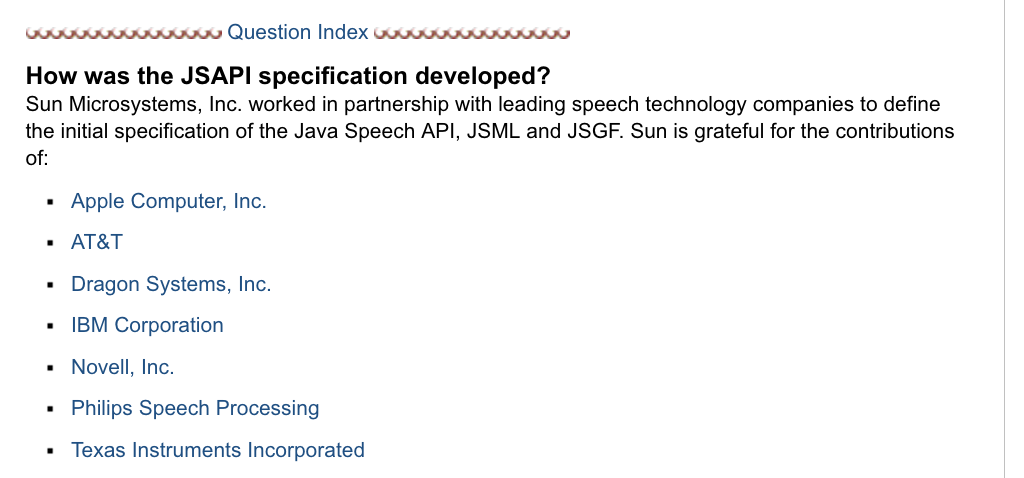 Question Index
How was the JSAPI specification developed?
Sun Microsystems, Inc. worked in partnership with leading speech technology companies to define
the initial specification of the Java Speech API, JSML and JSGF. Sun is grateful for the contributions
of:
Apple Computer, Inc.
AT&T
Dragon Systems, Inc.
IBM Corporation
Novell, Inc.
Philips Speech Processing
Texas Instruments Incorporated